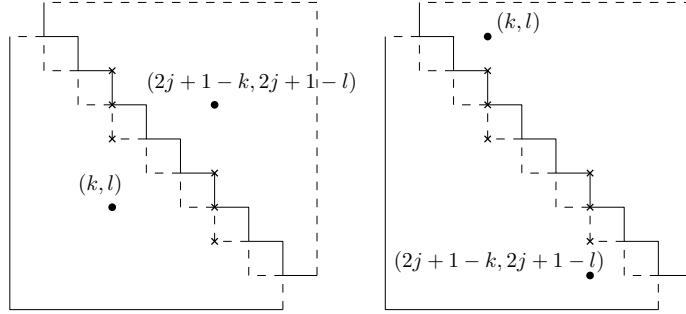 (k, l)
(2j + 1 − k, 2j + 1 − l)
(k, l)
(2j + 1 − k, 2j + 1 − l)